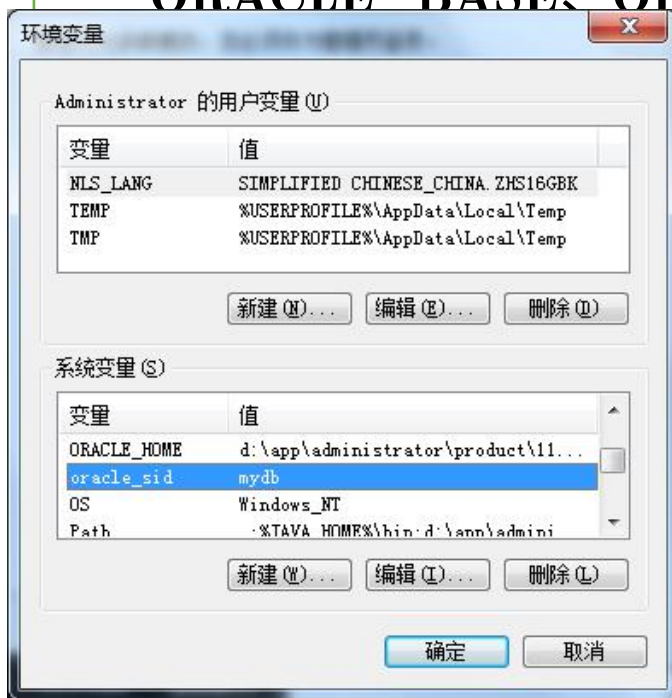 ORACLE BASE、
环境变量
Administrator 的用户变量(U)
变量 值
NLS_LANG SIMPLIFIED CHINESE_CHINA.ZHS16GBK
TEMP %USERPROFILE%\AppData\Local\Temp
TMP %USERPROFILE%\AppData\Local\Temp
新建(N)... 编辑(E)... 删除(D)
系统变量(S)
变量 值
ORACLE_HOME d:\app\administrator\product\11...
oracle_sid mydb
OS Windows_NT
Path
新建(W)... 编辑(I)... 删除(L)
确定 取消